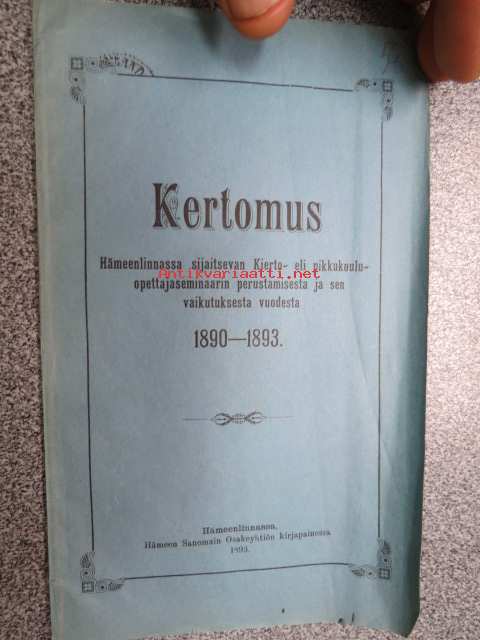 Kertomus
Hämeenlinnassa sijaitsevan Kierto- eli pikkukoulu-
Antikvariaatti.net
opettajaseminaarin perustamisesta ja sen
vaikutuksesta vuodesta
1890—1893.
Hämeenlinnassa,
Hämeen Sanomain Osakeyhtiön kirjapainossa
1893.